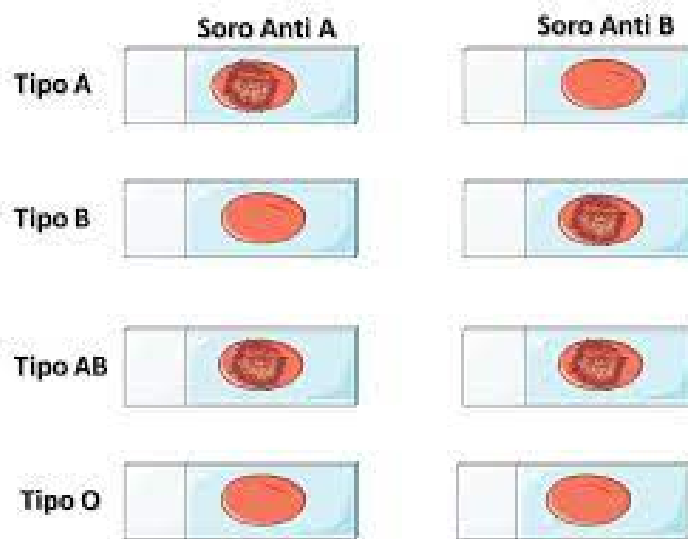 Soro Anti A
Soro Anti B
Tipo A
Tipo B
Tipo AB
Tipo O